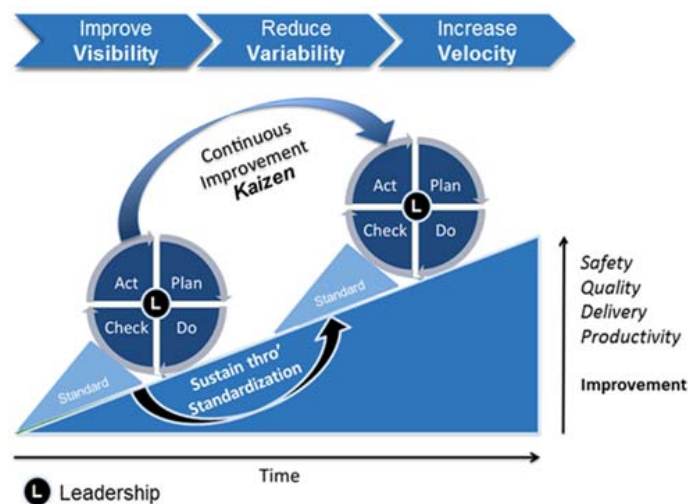 Improve
Visibility
Reduce
Variability
Increase
Velocity
Continuous
Improvement
Kaizen
Act
Plan
L
Check
Do
Act
Plan
L
Check
Do
Standard
Standard
Sustain thro'
Standardization
Safety
Quality
Delivery
Productivity
Improvement
Time
L Leadership